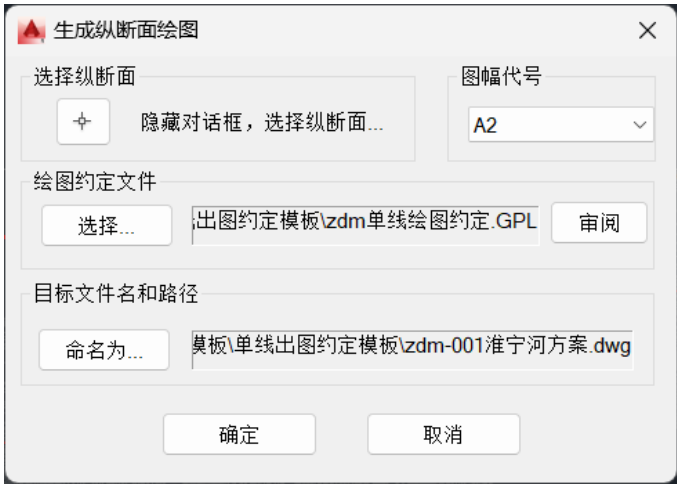 生成纵断面绘图
选择纵断面
图幅代号
隐藏对话框，选择纵断面...
A2
绘图约定文件
选择...
出图约定模板\zdm单线绘图约定.GPL
审阅
目标文件名和路径
命名为...
模板\单线出图约定模板\zdm-001淮宁河方案.dwg
确定
取消